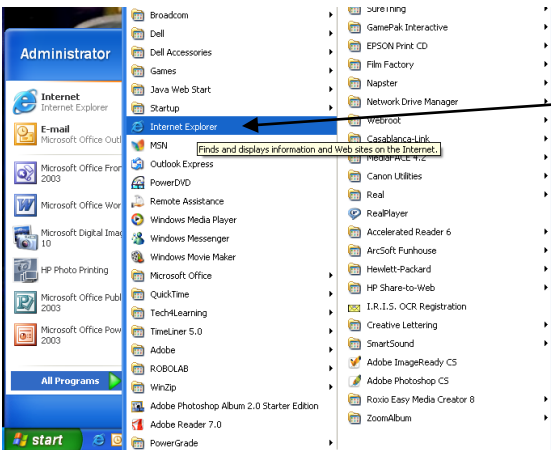 Administrator
Internet
Internet Explorer
E-mail
Microsoft Office Outl
Microsoft Office Fron
2003
Microsoft Office Wor
Microsoft Digital Imag
10
HP Photo Printing
Microsoft Office Publ
2003
Microsoft Office Pow
2003
All Programs
start
Broadcom
Dell
Dell Accessories
Games
Java Web Start
Startup
Internet Explorer
MSN
Finds and displays information and Web sites on the Internet.
Outlook Express
PowerDVD
Remote Assistance
Windows Media Player
Windows Messenger
Windows Movie Maker
Microsoft Office
QuickTime
Tech4Learning
TimeLiner 5.0
Adobe
ROBOLAB
WinZip
Adobe Photoshop Album 2.0 Starter Edition
Adobe Reader 7.0
PowerGrade
SureThing
GamePak Interactive
EPSON Print CD
Film Factory
Napster
Network Drive Manager
Webroot
Casablanca-Link
MediaFACE 4.2
Canon Utilities
Real
RealPlayer
Accelerated Reader 6
ArcSoft Funhouse
Hewlett-Packard
HP Share-to-Web
I.R.I.S. OCR Registration
Creative Lettering
SmartSound
Adobe ImageReady CS
Adobe Photoshop CS
Roxio Easy Media Creator 8
ZoomAlbum